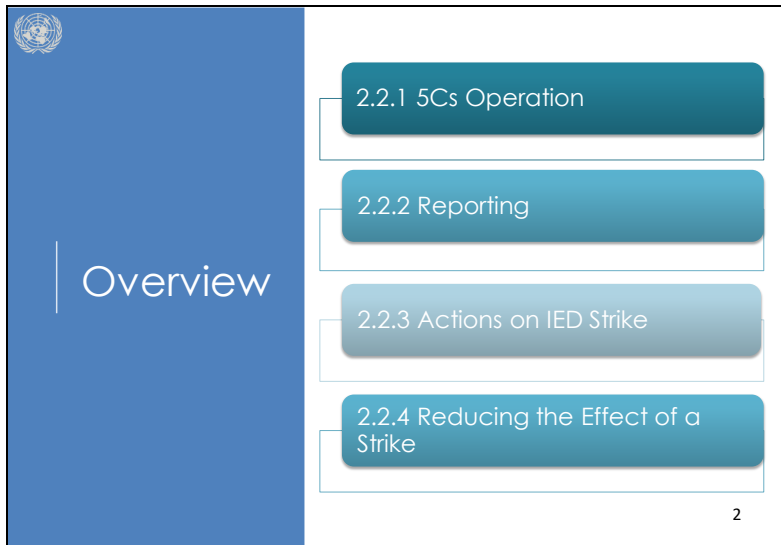 Overview
2.2.1 5Cs Operation
2.2.2 Reporting
2.2.3 Actions on IED Strike
2.2.4 Reducing the Effect of a
Strike
2